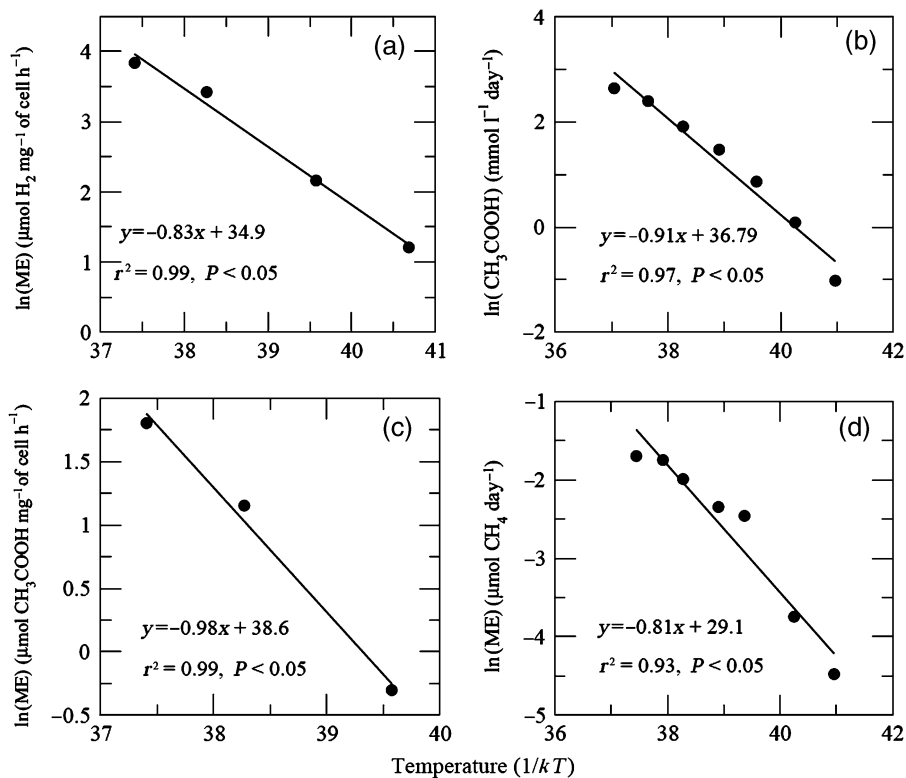 (a)
ln(ME) (μmol H₂ mg⁻¹ of cell h⁻¹)
4
3
2
1
0
y=–0.83x + 34.9
r² = 0.99, P < 0.05
37 38 39 40 41
(b)
ln(CH₃COOH) (mmol l⁻¹ day⁻¹)
4
2
0
–2
y=–0.91x + 36.79
r² = 0.97, P < 0.05
36 38 40 42
(c)
ln(ME) (μmol CH₃COOH mg⁻¹ of cell h⁻¹)
2
1.5
1
0.5
0
–0.5
y=–0.98x + 38.6
r² = 0.99, P < 0.05
37 38 39 40
(d)
ln(ME) (μmol CH₄ day⁻¹)
–1
–2
–3
–4
–5
y=–0.81x + 29.1
r² = 0.93, P < 0.05
36 38 40 42
Temperature (1/kT)